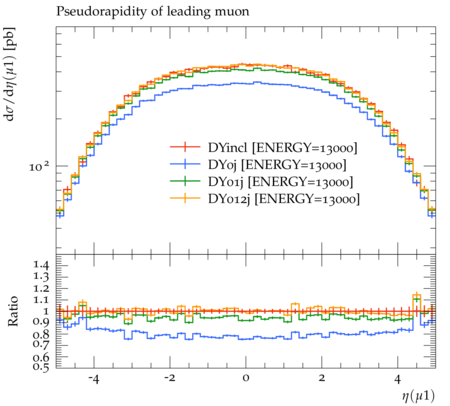 Pseudorapidity of leading muon
dσ/dη(μ1) [pb]
10²
DYincl [ENERGY=13000]
DY0j [ENERGY=13000]
DY01j [ENERGY=13000]
DY012j [ENERGY=13000]
Ratio
1.4
1.3
1.2
1.1
1
0.9
0.8
0.7
0.6
0.5
-4 -2 0 2 4
η(μ1)